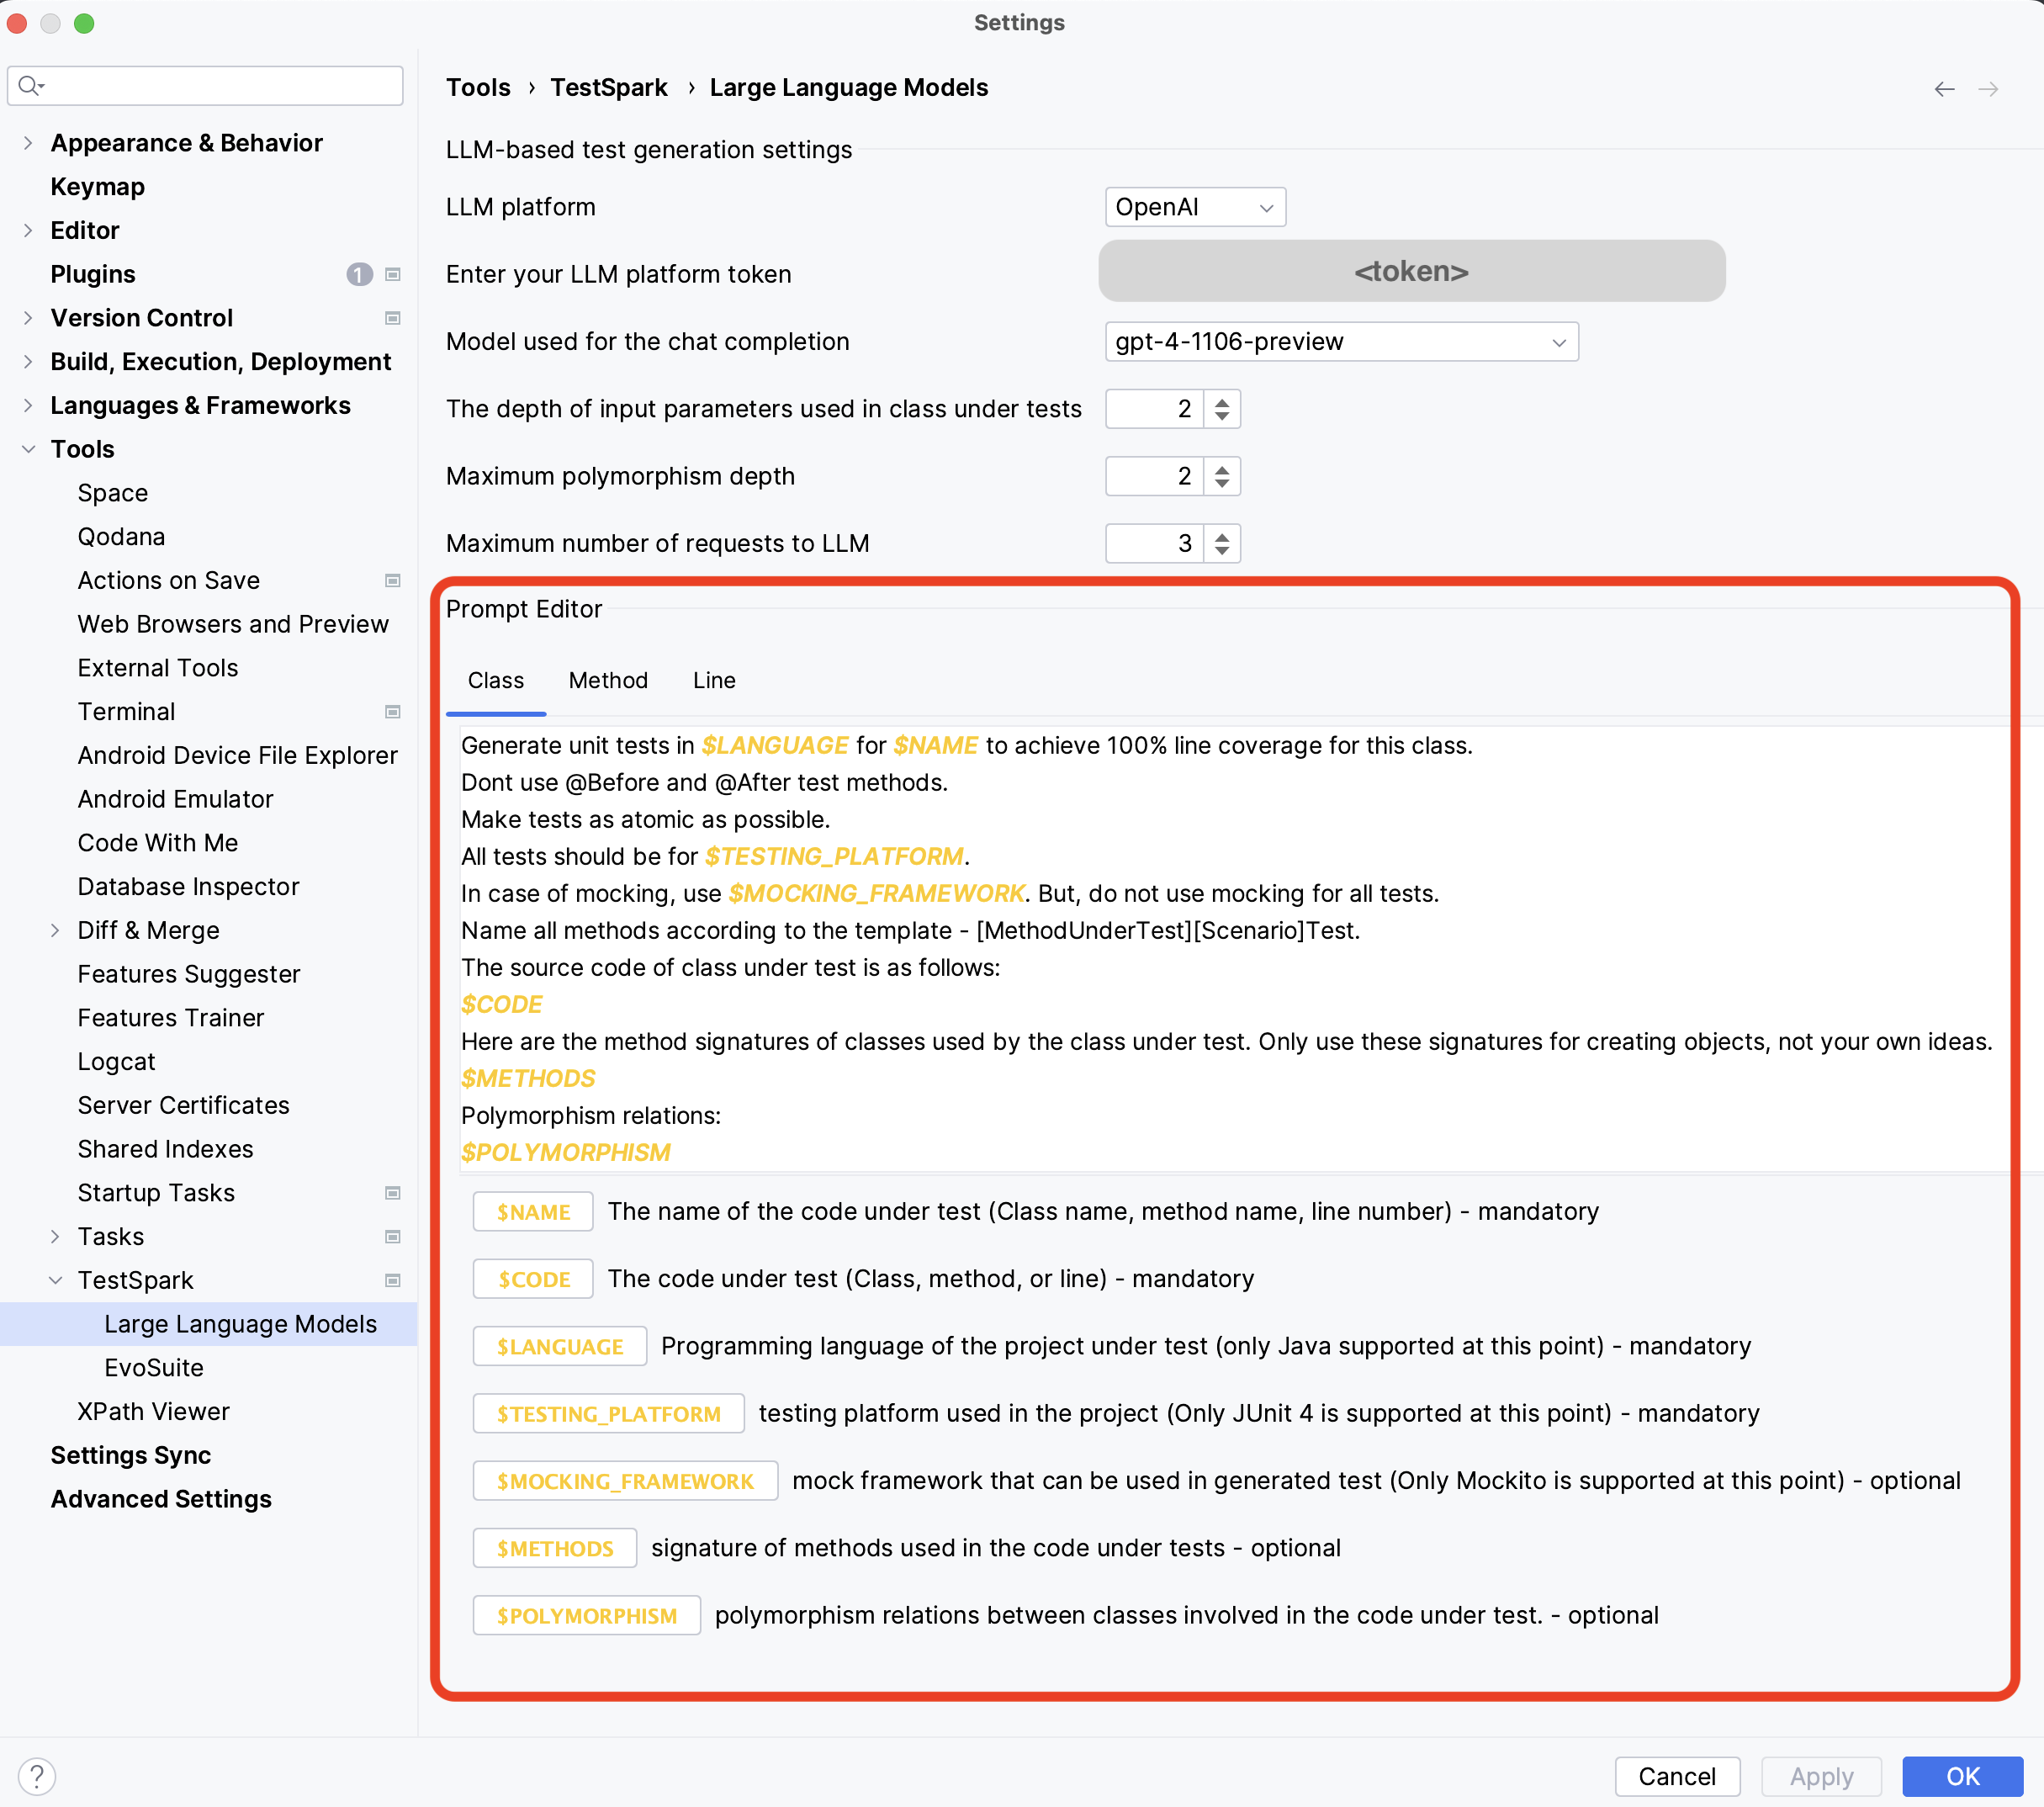 Settings
Appearance & Behavior
Keymap
Editor
Plugins 1
Version Control
Build, Execution, Deployment
Languages & Frameworks
Tools
Space
Qodana
Actions on Save
Web Browsers and Preview
External Tools
Terminal
Android Device File Explorer
Android Emulator
Code With Me
Database Inspector
Diff & Merge
Features Suggester
Features Trainer
Logcat
Server Certificates
Shared Indexes
Startup Tasks
Tasks
TestSpark
Large Language Models
EvoSuite
XPath Viewer
Settings Sync
Advanced Settings
Tools › TestSpark › Large Language Models
LLM-based test generation settings
LLM platform OpenAI
Enter your LLM platform token <token>
Model used for the chat completion gpt-4-1106-preview
The depth of input parameters used in class under tests 2
Maximum polymorphism depth 2
Maximum number of requests to LLM 3
Prompt Editor
Class Method Line
Generate unit tests in $LANGUAGE for $NAME to achieve 100% line coverage for this class.
Dont use @Before and @After test methods.
Make tests as atomic as possible.
All tests should be for $TESTING_PLATFORM.
In case of mocking, use $MOCKING_FRAMEWORK. But, do not use mocking for all tests.
Name all methods according to the template - [MethodUnderTest][Scenario]Test.
The source code of class under test is as follows:
$CODE
Here are the method signatures of classes used by the class under test. Only use these signatures for creating objects, not your own ideas.
$METHODS
Polymorphism relations:
$POLYMORPHISM
$NAME The name of the code under test (Class name, method name, line number) - mandatory
$CODE The code under test (Class, method, or line) - mandatory
$LANGUAGE Programming language of the project under test (only Java supported at this point) - mandatory
$TESTING_PLATFORM testing platform used in the project (Only JUnit 4 is supported at this point) - mandatory
$MOCKING_FRAMEWORK mock framework that can be used in generated test (Only Mockito is supported at this point) - optional
$METHODS signature of methods used in the code under tests - optional
$POLYMORPHISM polymorphism relations between classes involved in the code under test. - optional
? Cancel Apply OK